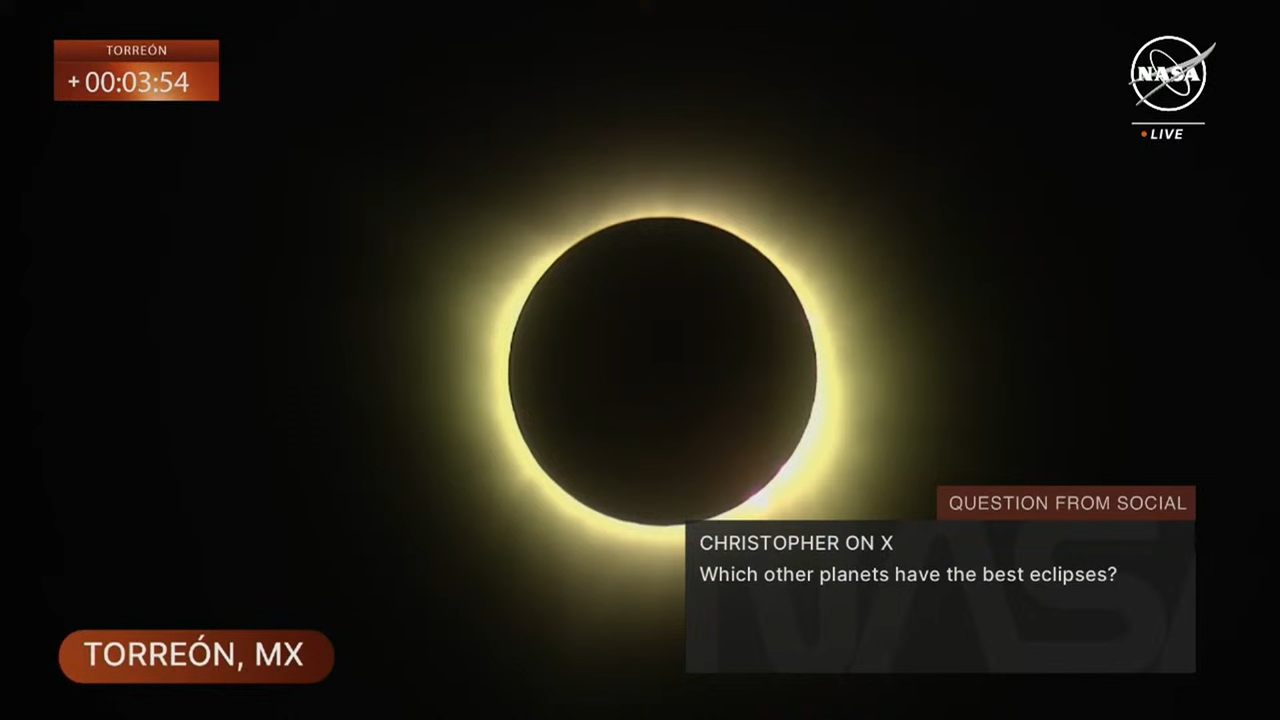 TORREÓN
+ 00:03:54
NASA
LIVE
QUESTION FROM SOCIAL
CHRISTOPHER ON X
Which other planets have the best eclipses?
NASA
TORREÓN, MX